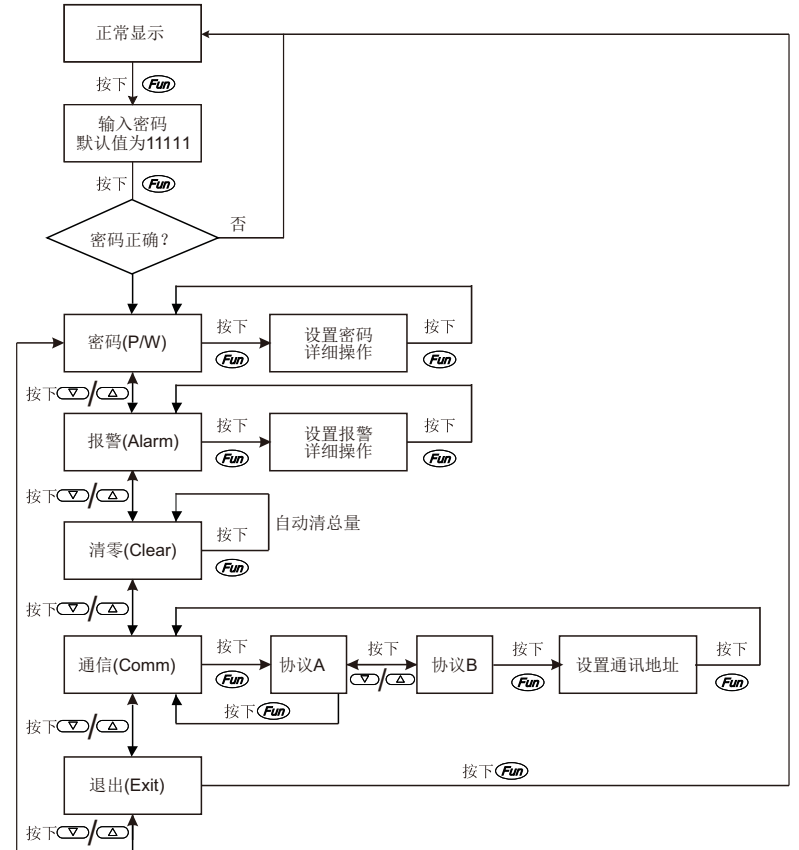 正常显示
按下 Fun
输入密码
默认值为11111
按下 Fun
密码正确?
否
密码(P/W)
按下
Fun
设置密码
详细操作
按下
Fun
按下
报警(Alarm)
按下
Fun
设置报警
详细操作
按下
Fun
按下
清零(Clear)
按下
Fun
自动清总量
按下
通信(Comm)
按下
Fun
协议A
按下
协议B
按下
Fun
设置通讯地址
按下
Fun
按下 Fun
按下
退出(Exit)
按下 Fun
按下